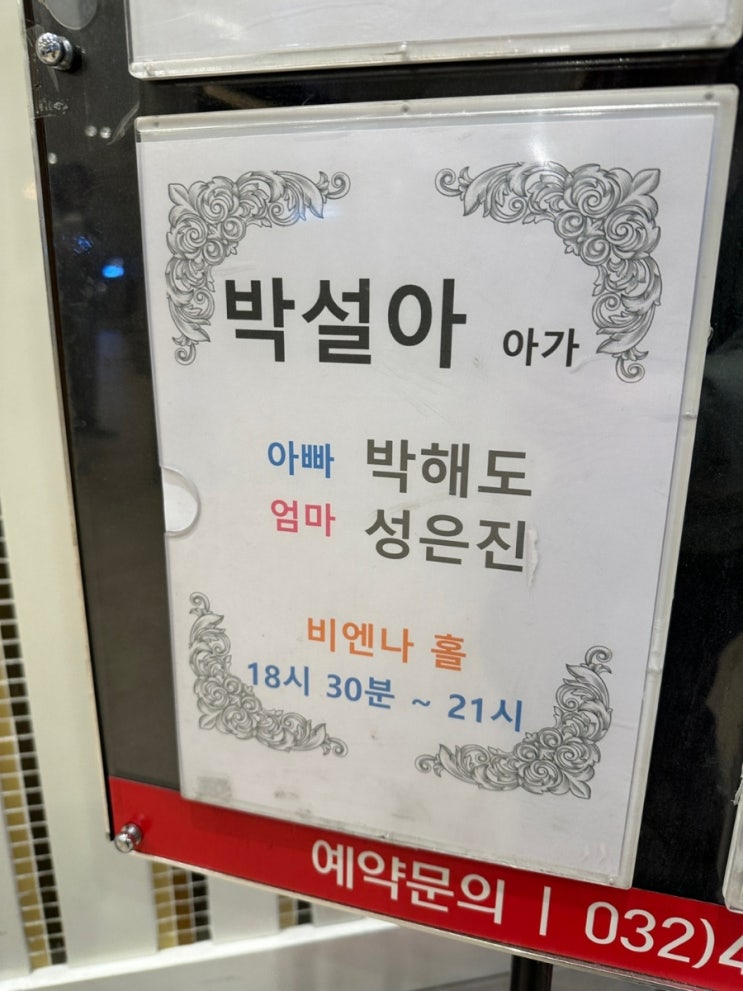 박설아 아가
아빠 박해도
엄마 성은진
비엔나 홀
18시 30분 ~ 21시
예약문의 | 032)4